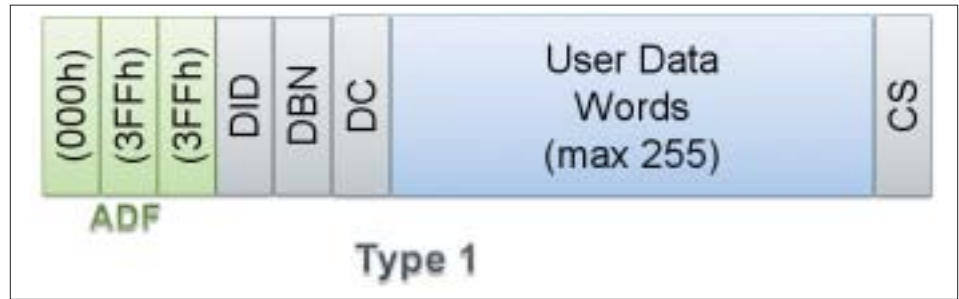 (000h)
(3FFh)
(3FFh)
DID
DBN
DC
User Data
Words
(max 255)
CS
ADF
Type 1